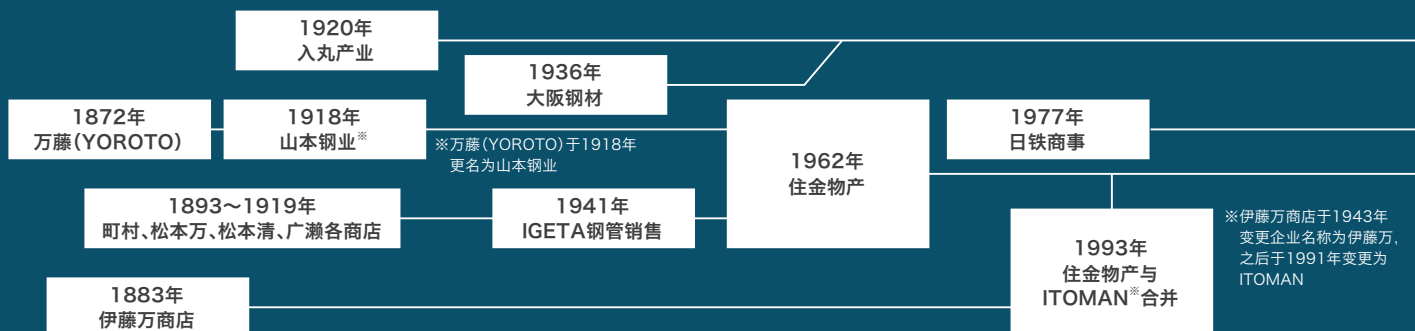 1920年
入丸产业
1936年
大阪钢材
1872年
万藤(YOROTO)
1918年
山本钢业※
※万藤(YOROTO)于1918年
更名为山本钢业
1962年
住金物产
1977年
日铁商事
1893～1919年
町村、松本万、松本清、广濑各商店
1941年
IGETA钢管销售
1993年
住金物产与
ITOMAN※合并
※伊藤万商店于1943年
变更企业名称为伊藤万,
之后于1991年变更为
ITOMAN
1883年
伊藤万商店